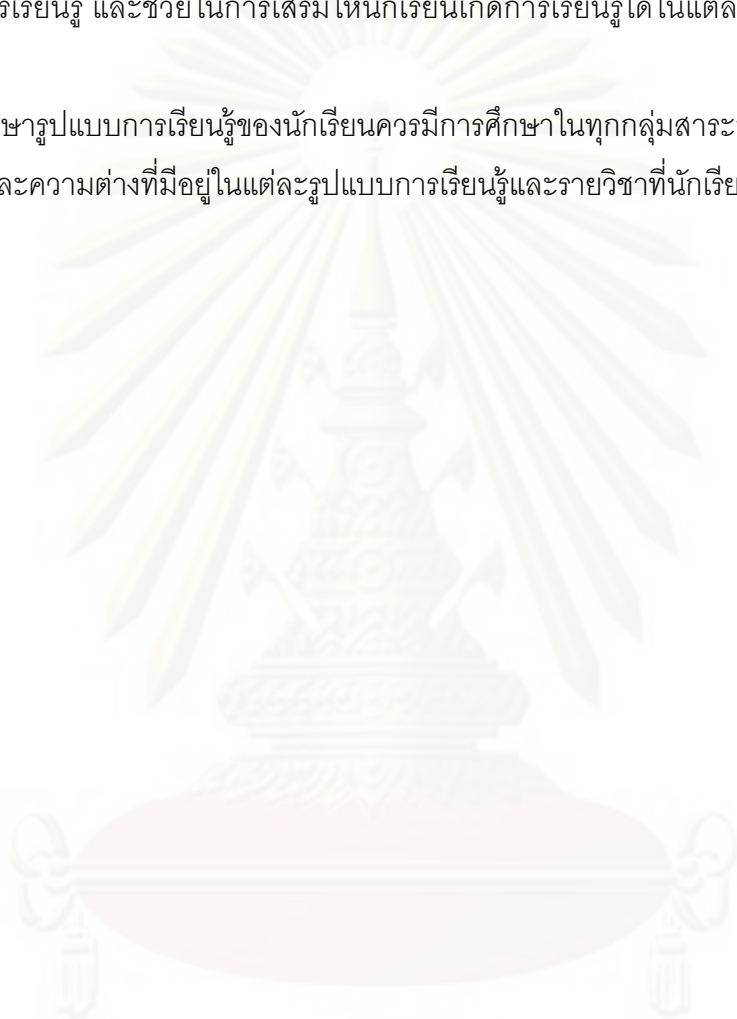 รเรียนรู้ และช่วยในการเสริมให้นักเรียนเกิดการเรียนรู้ได้ในแต่ล
ษารูปแบบการเรียนรู้ของนักเรียนควรมีการศึกษาในทุกกลุ่มสาระ
ละความต่างที่มีอยู่ในแต่ละรูปแบบการเรียนรู้และรายวิชาที่นักเรีย